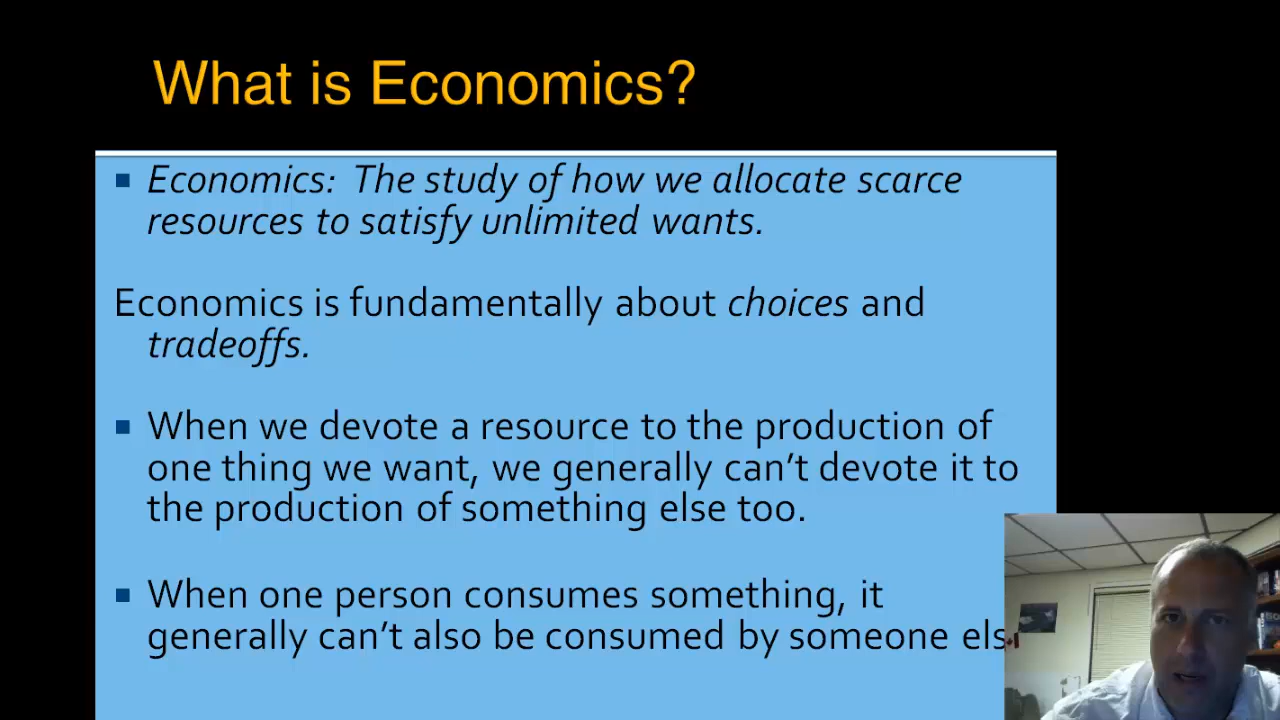 What is Economics?
Economics: The study of how we allocate scarce
resources to satisfy unlimited wants.
Economics is fundamentally about choices and
tradeoffs.
When we devote a resource to the production of
one thing we want, we generally can't devote it to
the production of something else too.
When one person consumes something, it
generally can't also be consumed by someone els